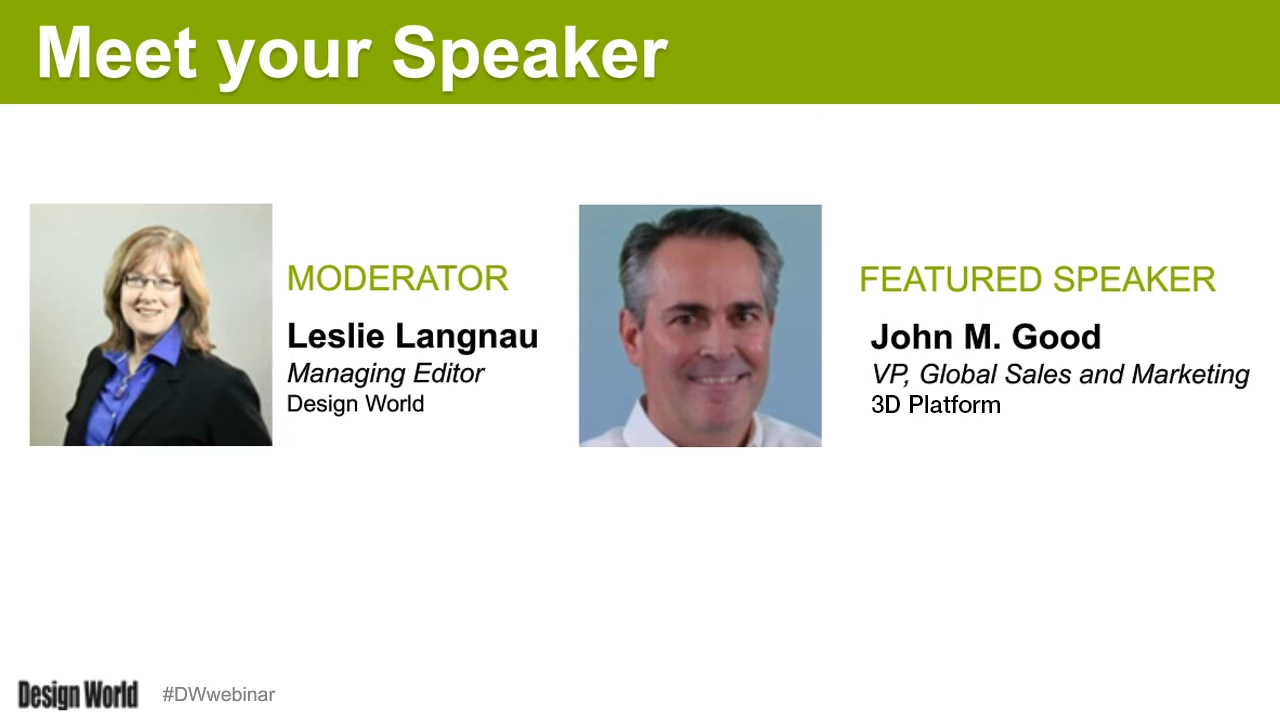 Meet your Speaker
MODERATOR
Leslie Langnau
Managing Editor
Design World
FEATURED SPEAKER
John M. Good
VP, Global Sales and Marketing
3D Platform
Design World
#DWwebinar